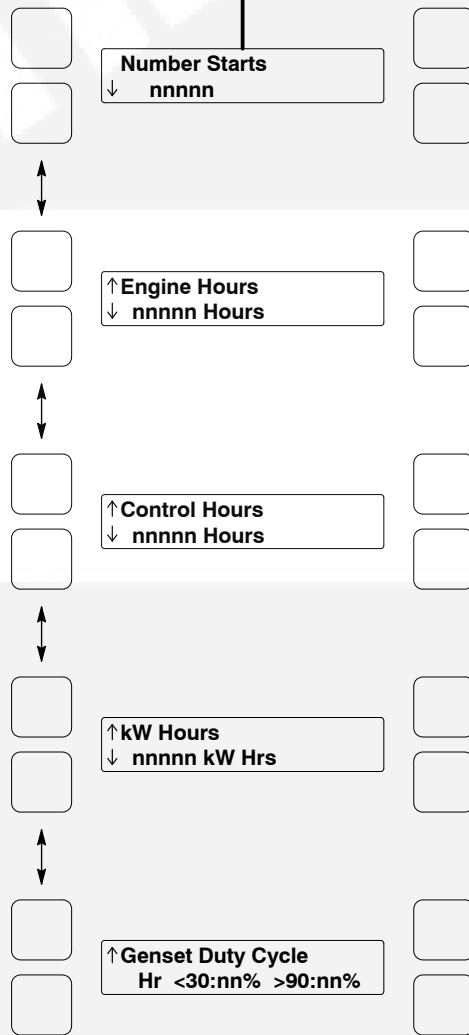 Number Starts
↓ nnnnn
↑Engine Hours
↓ nnnnn Hours
↑Control Hours
↓ nnnnn Hours
↑kW Hours
↓ nnnnn kW Hrs
↑Genset Duty Cycle
Hr <30:nn% >90:nn%